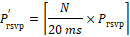 P'rsvp = ⌈N / 20 ms × Prsvp⌉